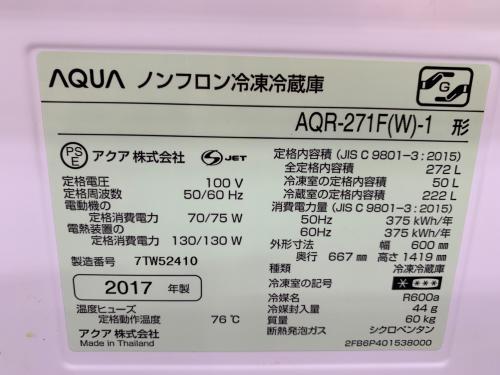 AQUA ノンフロン冷凍冷蔵庫
G
AQR-271F(W)-1 形
PS E アクア株式会社 S JET
定格電圧 100 V
定格周波数 50/60 Hz
電動機の
定格消費電力 70/75 W
電熱装置の
定格消費電力 130/130 W
製造番号 7TW52410
2017 年製
温度ヒューズ
定格動作温度 76℃
アクア株式会社
Made in Thailand
定格内容積 (JIS C 9801-3:2015)
全定格内容積 272 L
冷凍室の定格内容積 50 L
冷蔵室の定格内容積 222 L
消費電力量 (JIS C 9801-3:2015)
50Hz 375 kWh/年
60Hz 375 kWh/年
外形寸法 幅 600 mm
奥行 667 mm 高さ 1419 mm
種類 冷凍冷蔵庫
冷凍室の記号
冷媒名 R600a
冷媒封入量 44 g
質量 60 kg
断熱発泡ガス シクロペンタン
2FB6P401538000